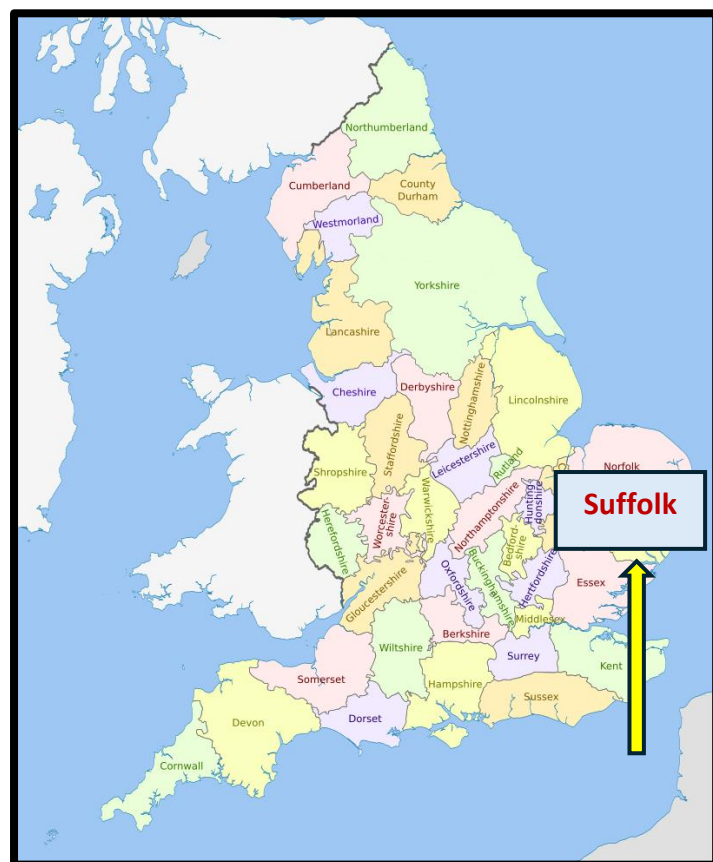 Northumberland
Cumberland
County
Durham
Westmorland
Yorkshire
Lancashire
Cheshire
Derbyshire
Nottinghamshire
Lincolnshire
Staffordshire
Shropshire
Leicestershire
Rutland
Norfolk
Suffolk
Herefordshire
Worcester-
shire
Warwickshire
Northamptonshire
Hunting-
donshire
Bedford-
shire
Gloucestershire
Oxfordshire
Buckinghamshire
Hertfordshire
Essex
Middlesex
Wiltshire
Berkshire
Surrey
Kent
Somerset
Hampshire
Sussex
Devon
Dorset
Cornwall